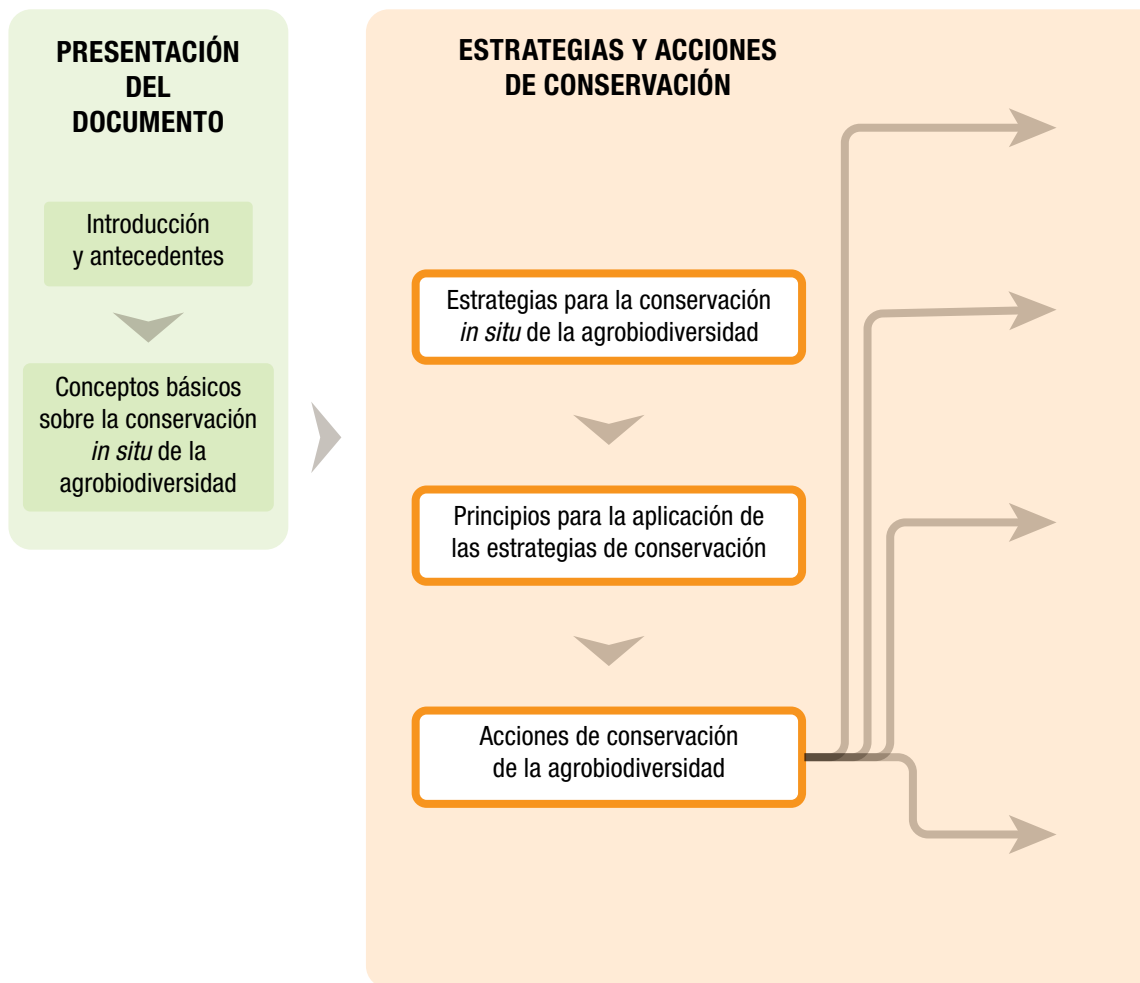 PRESENTACIÓN
DEL
DOCUMENTO
Introducción
y antecedentes
Conceptos básicos
sobre la conservación
in situ de la
agrobiodiversidad
ESTRATEGIAS Y ACCIONES
DE CONSERVACIÓN
Estrategias para la conservación
in situ de la agrobiodiversidad
Principios para la aplicación de
las estrategias de conservación
Acciones de conservación
de la agrobiodiversidad